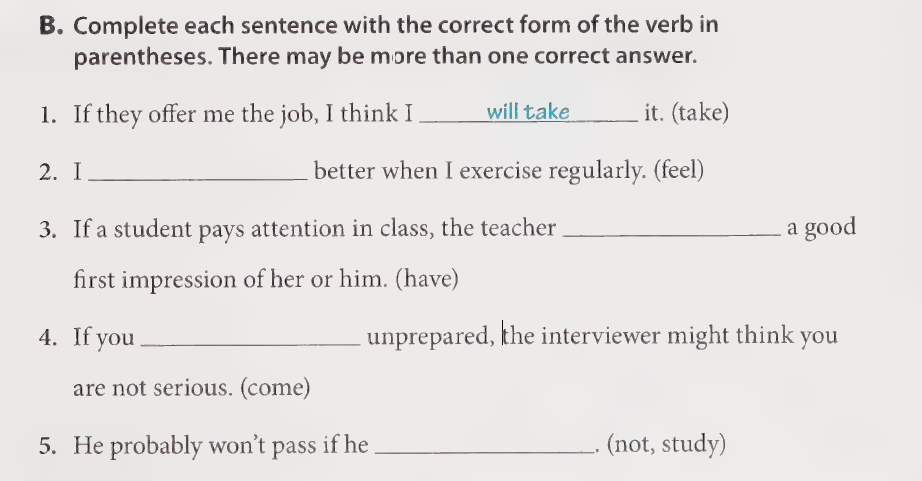 B. Complete each sentence with the correct form of the verb in
parentheses. There may be more than one correct answer.
1. If they offer me the job, I think I ______ will take ______ it. (take)
2. I ____________ better when I exercise regularly. (feel)
3. If a student pays attention in class, the teacher ____________ a good
first impression of her or him. (have)
4. If you ____________ unprepared, the interviewer might think you
are not serious. (come)
5. He probably won't pass if he ____________. (not, study)